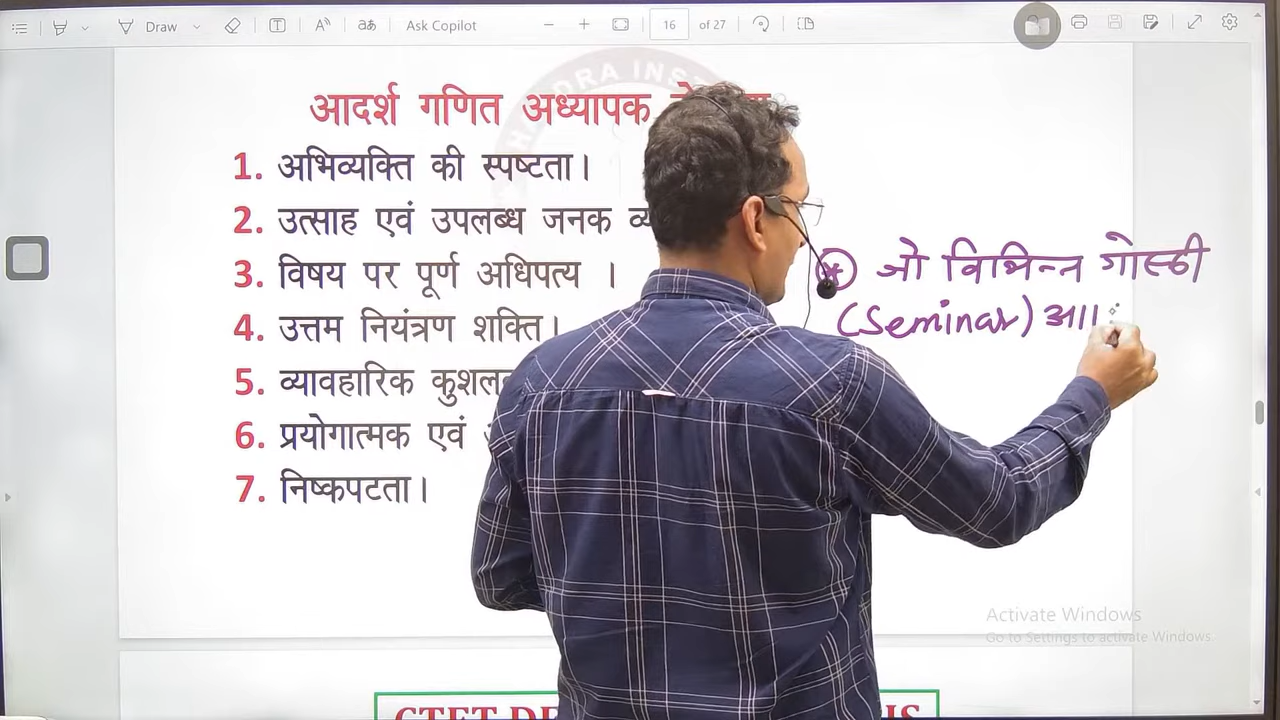 Draw
Ask Copilot
16 of 27
आदर्श गणित अध्यापक
1. अभिव्यक्ति की स्पष्टता।
2. उत्साह एवं उपलब्ध जनक
3. विषय पर पूर्ण अधिपत्य ।
4. उत्तम नियंत्रण शक्ति।
5. व्यावहारिक
6. प्रयोगात्मक एवं
7. निष्कपटता।
* जो विभिन्न गोष्ठी
(Seminar)
Activate Windows
Go to Settings to activate Windows.
CTET